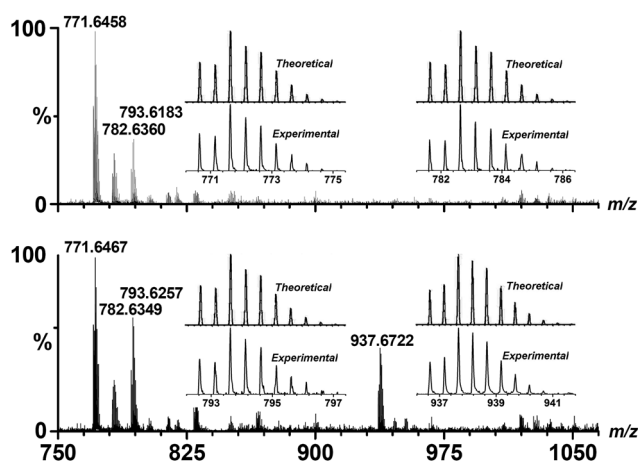 100
771.6458
Theoretical
Theoretical
%
793.6183
782.6360
Experimental
Experimental
771 773 775
782 784 786
0
m/z
100
771.6467
Theoretical
Theoretical
793.6257
782.6349
%
937.6722
Experimental
Experimental
793 795 797
937 939 941
0
m/z
750 825 900 975 1050